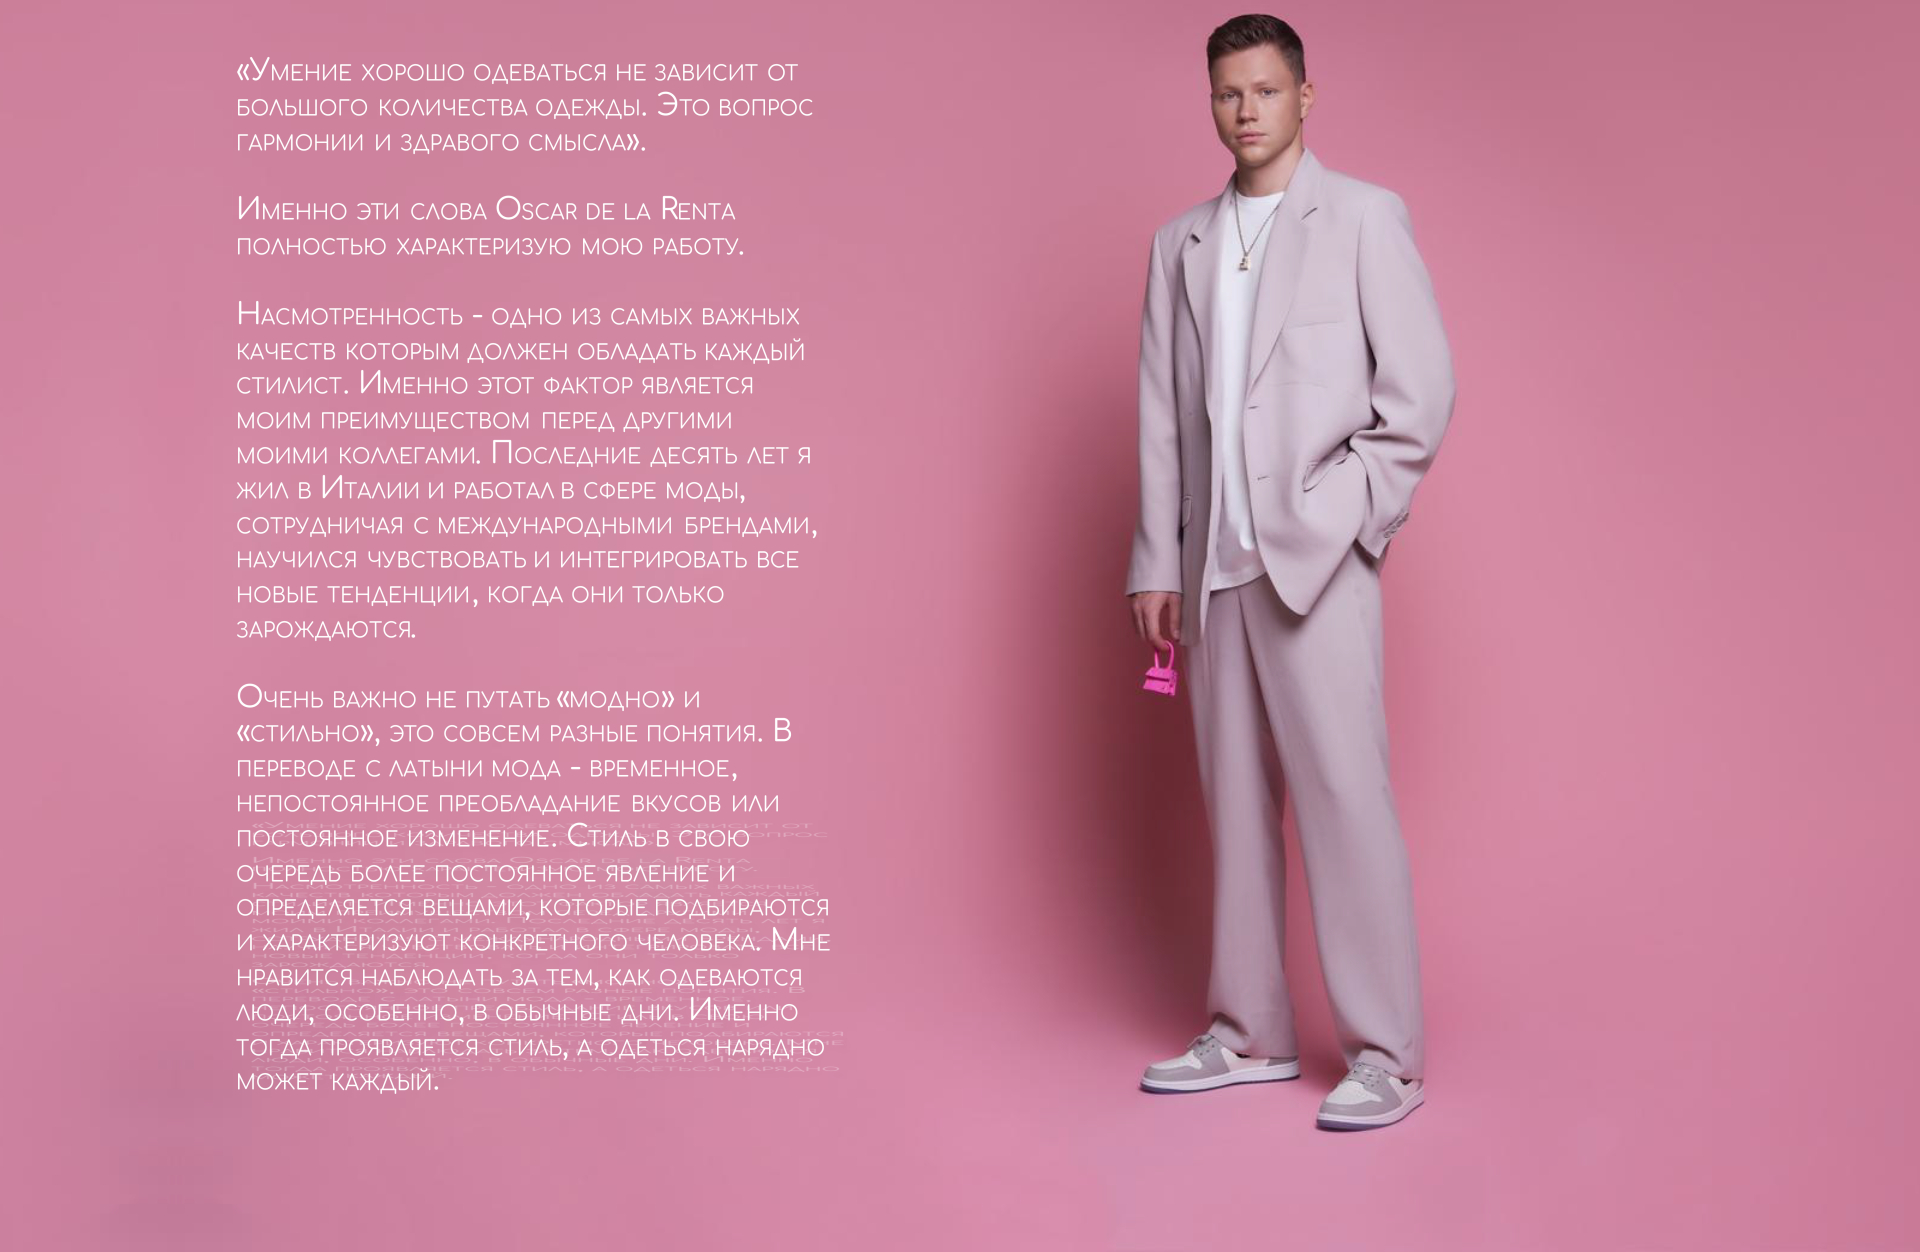 «Умение хорошо одеваться не зависит от
большого количества одежды. Это вопрос
гармонии и здравого смысла».
Именно эти слова Oscar de la Renta
полностью характеризую мою работу.
Насмотренность - одно из самых важных
качеств которым должен обладать каждый
стилист. Именно этот фактор является
моим преимуществом перед другими
моими коллегами. Последние десять лет я
жил в Италии и работал в сфере моды,
сотрудничая с международными брендами,
научился чувствовать и интегрировать все
новые тенденции, когда они только
зарождаются.
Очень важно не путать «модно» и
«стильно», это совсем разные понятия. В
переводе с латыни мода - временное,
непостоянное преобладание вкусов или
постоянное изменение. Стиль в свою
очередь более постоянное явление и
определяется вещами, которые подбираются
и характеризуют конкретного человека. Мне
нравится наблюдать за тем, как одеваются
люди, особенно, в обычные дни. Именно
тогда проявляется стиль, а одеться нарядно
может каждый.